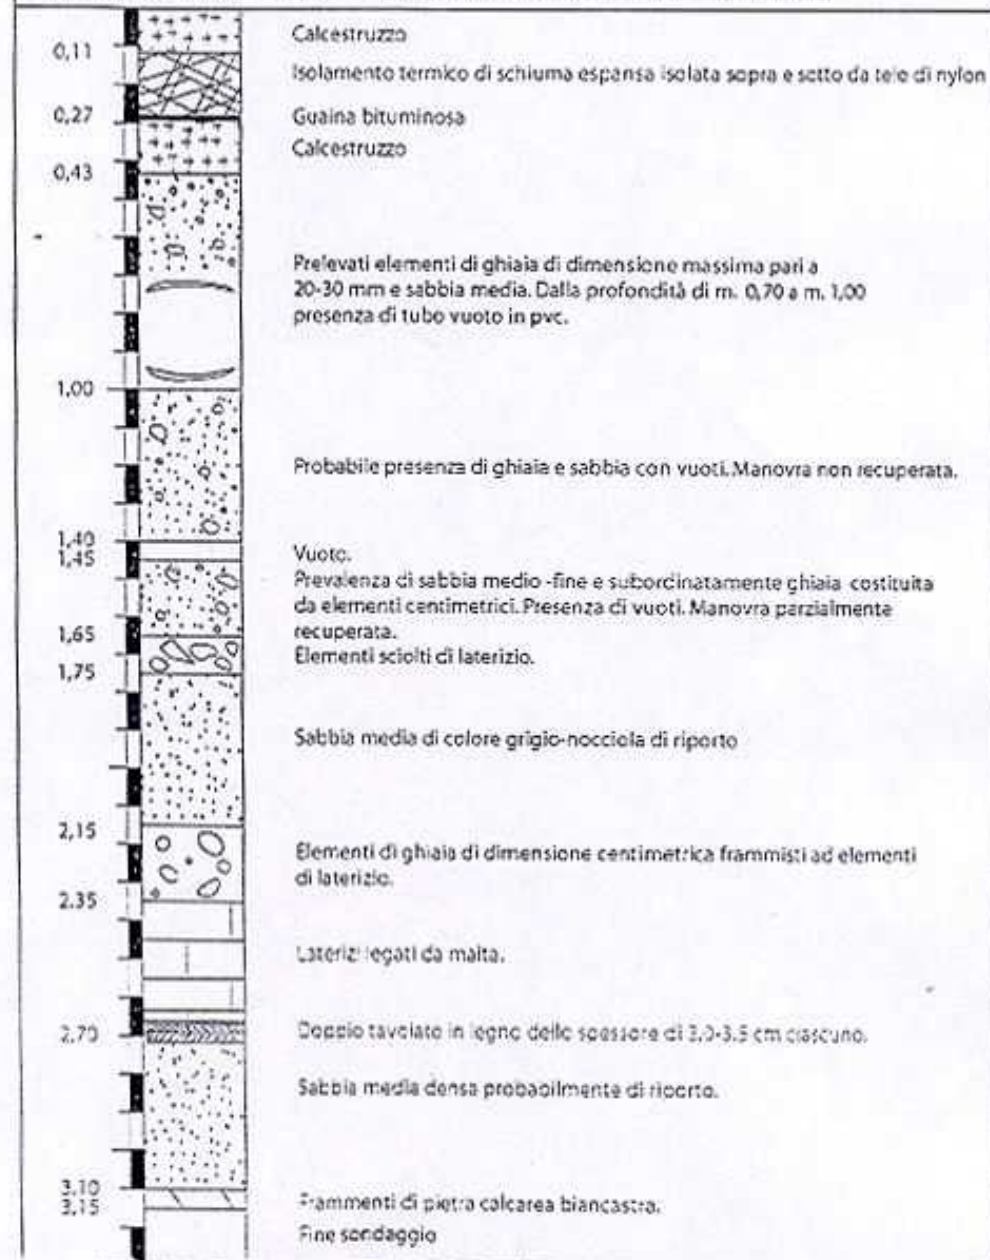 Calcestruzzo
0,11
Isolamento termico di schiuma espansa isolata sopra e sotto da telo di nylon
0,27
Guaina bituminosa
Calcestruzzo
0,43
Prelevati elementi di ghiaia di dimensione massima pari a
20-30 mm e sabbia media. Dalla profondità di m. 0,70 a m. 1,00
presenza di tubo vuoto in pvc.
1,00
Probabile presenza di ghiaia e sabbia con vuoti. Manovra non recuperata.
1,40
1,45
Vuoto.
Prevalenza di sabbia medio -fine e subordinatamente ghiaia costituita
da elementi centimetrici. Presenza di vuoti. Manovra parzialmente
recuperata.
1,65
Elementi sciolti di laterizio.
1,75
Sabbia media di colore grigio-nocciola di riporto
2,15
Elementi di ghiaia di dimensione centimetrica frammisti ad elementi
di laterizio.
2.35
Laterizi legati da malta.
2,70
Doppio tavolato in legno dello spessore di 3,0-3,5 cm ciascuno.
Sabbia media densa probabilmente di riporto.
3,10
3,15
Frammenti di pietra calcarea biancastra.
Fine sondaggio